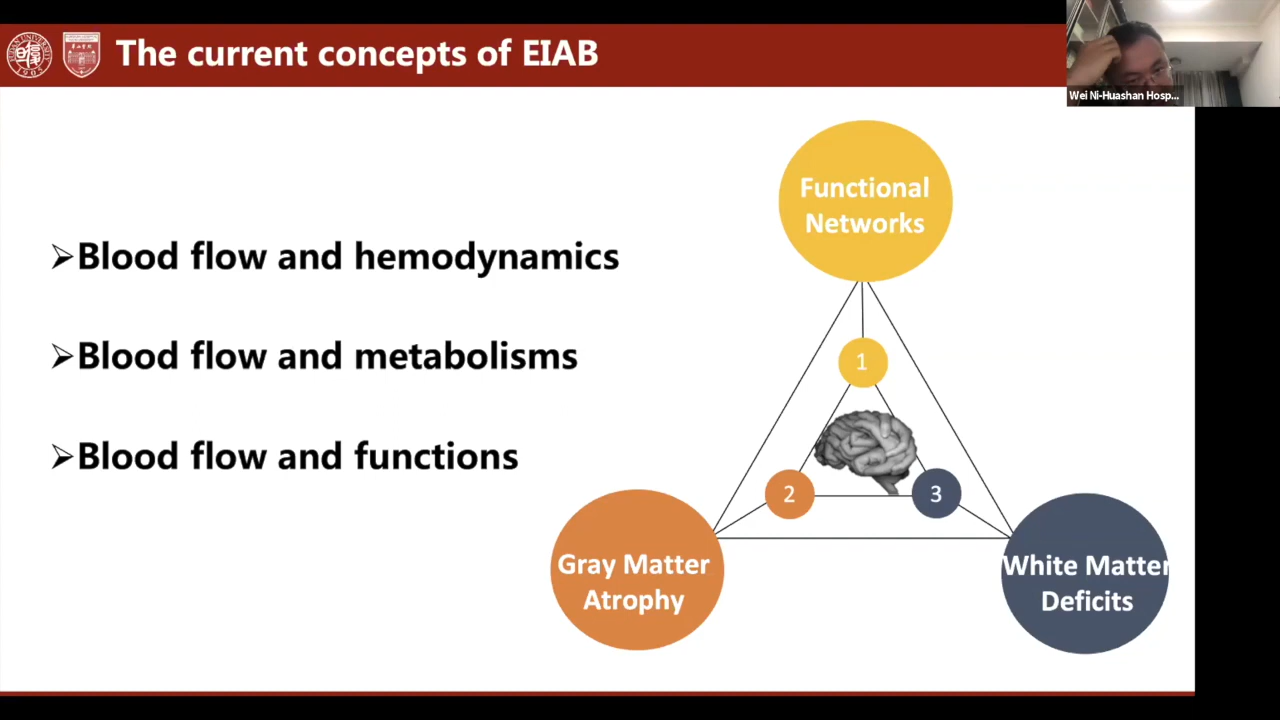 The current concepts of EIAB
Wei Ni-Huashan Hosp...
Blood flow and hemodynamics
Blood flow and metabolisms
Blood flow and functions
Functional
Networks
1
2
3
Gray Matter
Atrophy
White Matter
Deficits